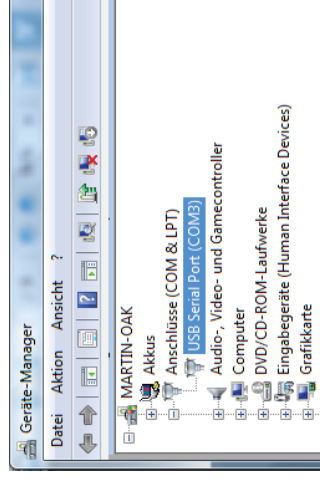 Geräte-Manager
Datei Aktion Ansicht ?
MARTIN-OAK
Akkus
Anschlüsse (COM & LPT)
USB Serial Port (COM3)
Audio-, Video- und Gamecontroller
Computer
DVD/CD-ROM-Laufwerke
Eingabegeräte (Human Interface Devices)
Grafikkarte